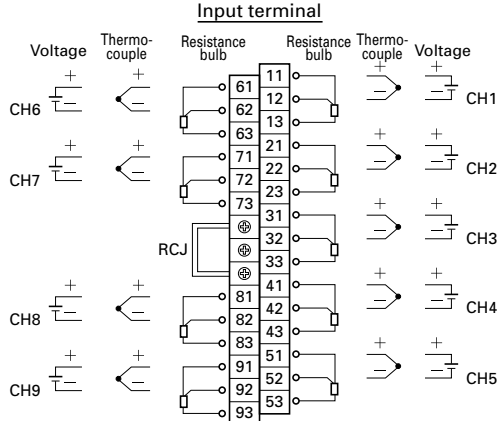 Input terminal
Voltage Thermo-couple Resistance bulb Resistance bulb Thermo-couple Voltage
CH6 + − + − 61 62 63
11 12 13 + − + − CH1
CH7 + − + − 71 72 73
21 22 23 + − + − CH2
RCJ
31 32 33 + − + − CH3
CH8 + − + − 81 82 83
41 42 43 + − + − CH4
CH9 + − + − 91 92 93
51 52 53 + − + − CH5